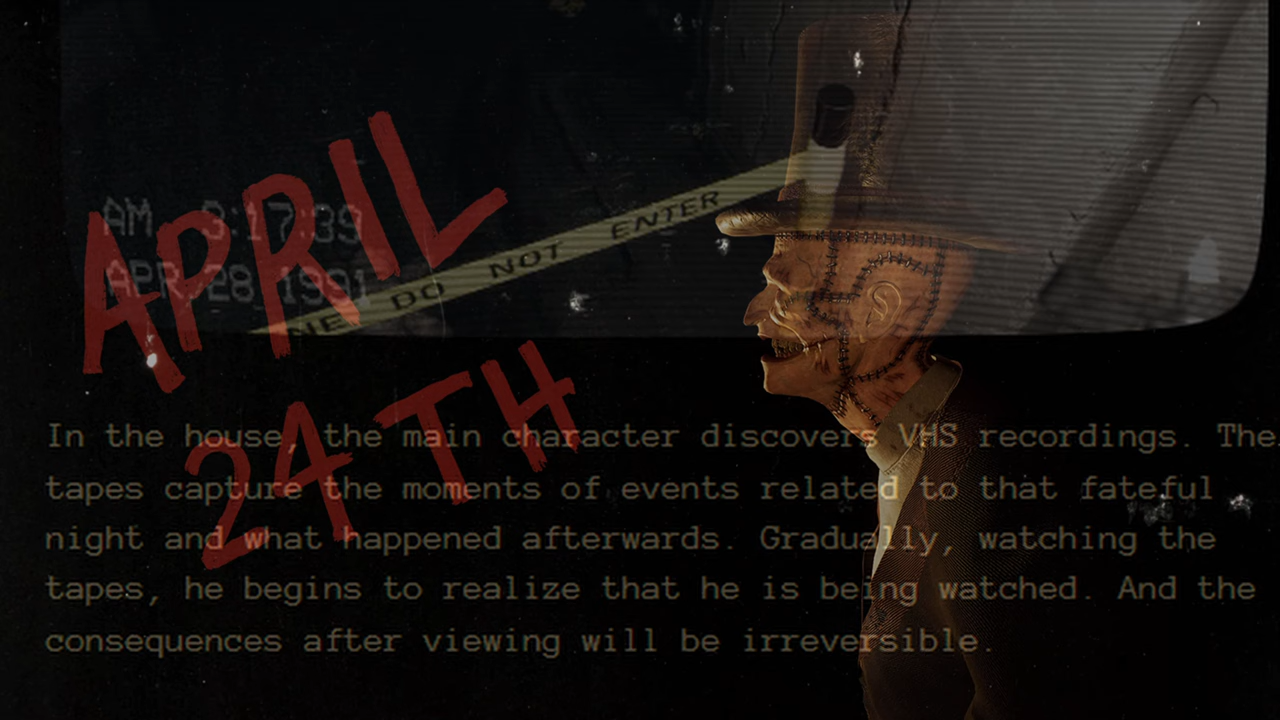 APRIL
24TH
AM 3:17:39
APR 28 1991
DO NOT ENTER
In the house, the main character discovers VHS recordings. The
tapes capture the moments of events related to that fateful
night and what happened afterwards. Gradually, watching the
tapes, he begins to realize that he is being watched. And the
consequences after viewing will be irreversible.